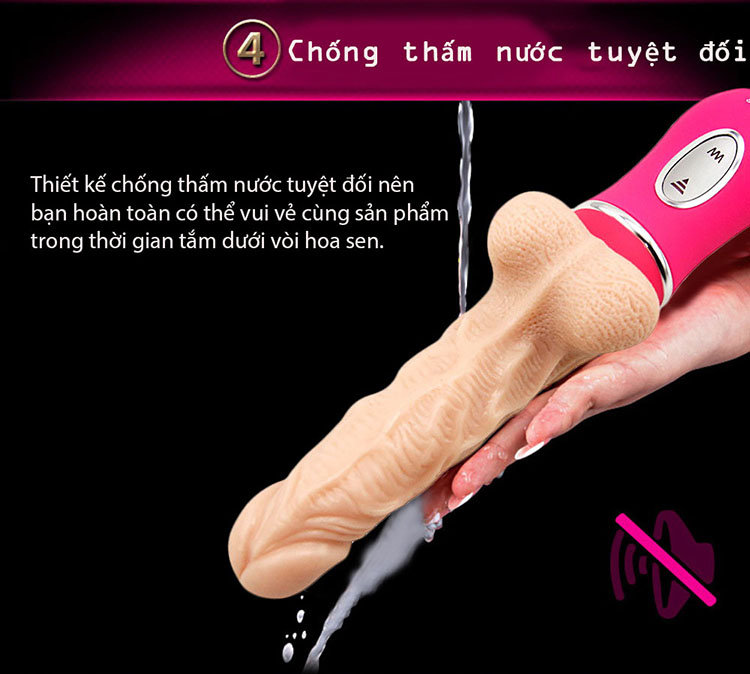 4 Chống thấm nước tuyệt đối
Thiết kế chống thấm nước tuyệt đối nên
bạn hoàn toàn có thể vui vẻ cùng sản phẩm
trong thời gian tắm dưới vòi hoa sen.